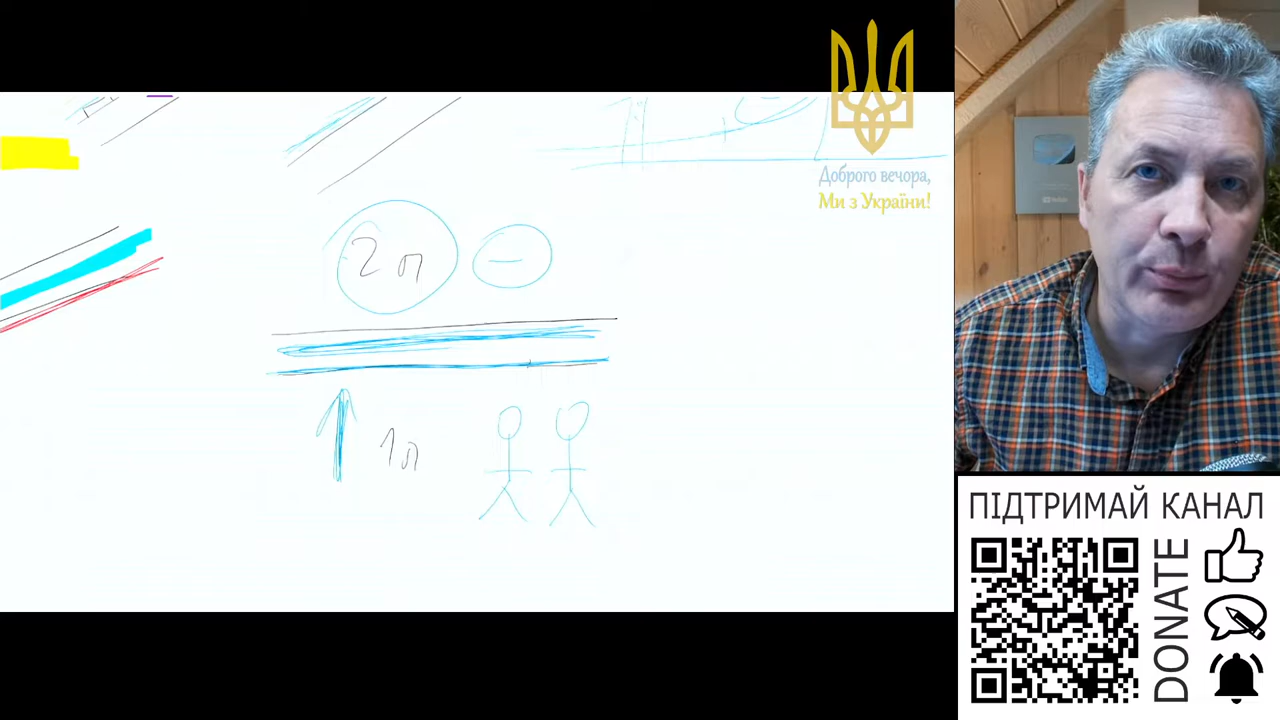 Доброго вечора,
Ми з України!
2п
—
1п
ПІДТРИМАЙ КАНАЛ
DONATE